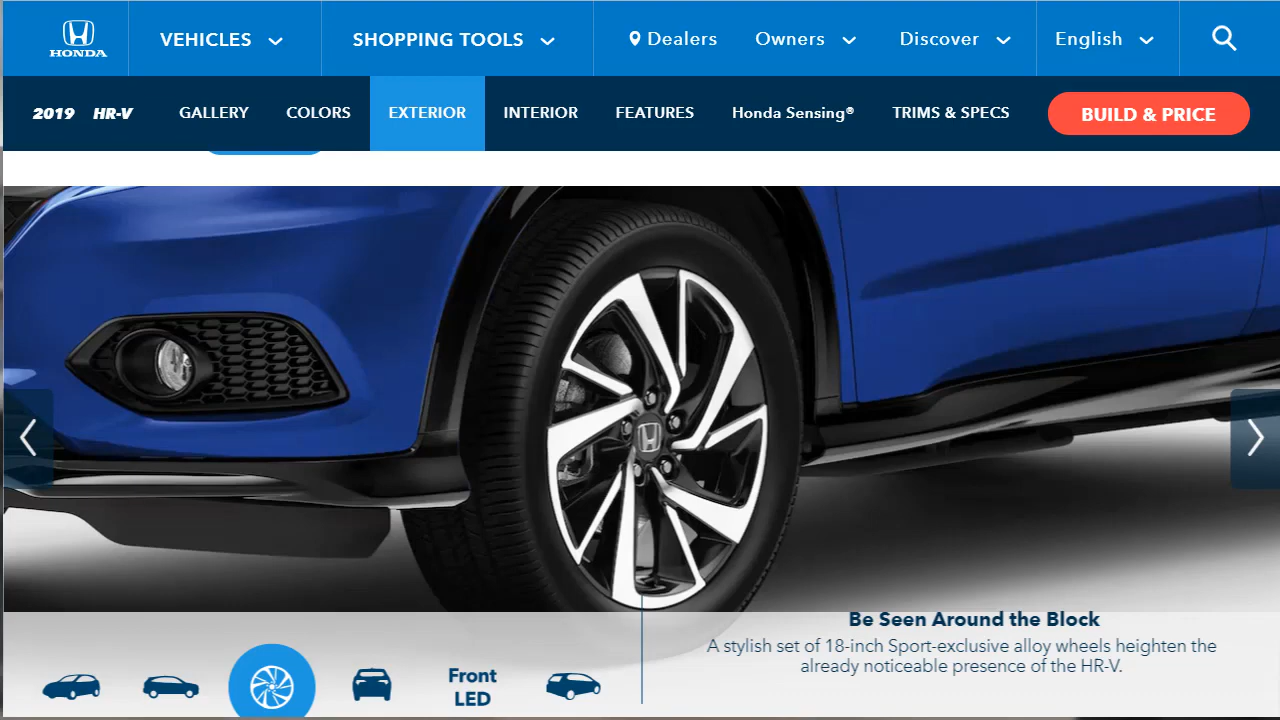 HONDA
VEHICLES
SHOPPING TOOLS
Dealers
Owners
Discover
English
2019 HR-V
GALLERY
COLORS
EXTERIOR
INTERIOR
FEATURES
Honda Sensing®
TRIMS & SPECS
BUILD & PRICE
Be Seen Around the Block
A stylish set of 18-inch Sport-exclusive alloy wheels heighten the
already noticeable presence of the HR-V.
Front
LED